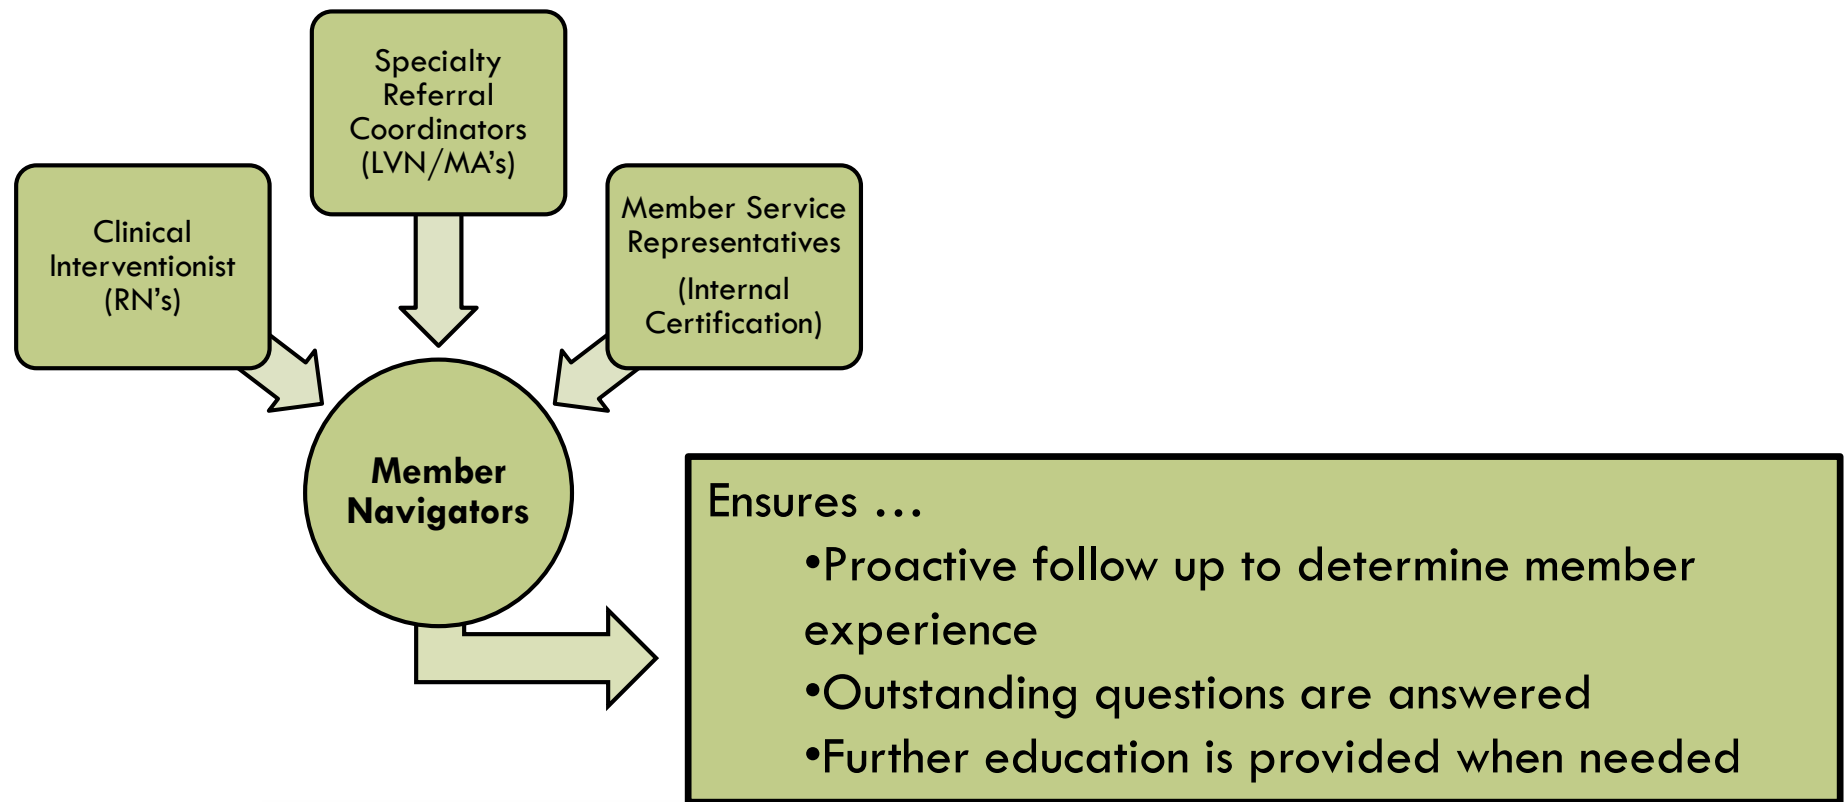 Specialty
Referral
Coordinators
(LVN/MA’s)
Clinical
Interventionist
(RN’s)
Member Service
Representatives
(Internal
Certification)
Member
Navigators
Ensures …
•Proactive follow up to determine member
experience
•Outstanding questions are answered
•Further education is provided when needed